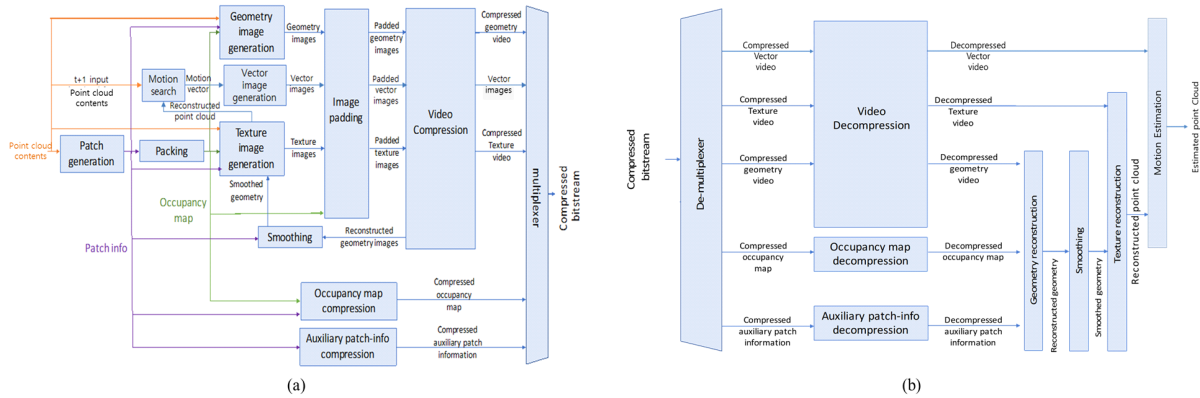 Geometry
image
generation
Geometry
images
Padded
geometry
images
Compressed
geometry
video
t+1 input
Point cloud
contents
Motion
search
Motion
vector
Vector
image
generation
Vector
images
Padded
vector
images
Vector
images
Reconstructed
point cloud
Image
padding
Video
Compression
Point cloud
contents
Patch
generation
Packing
Texture
image
generation
Texture
images
Padded
texture
images
Compressed
Texture
video
Smoothed
geometry
Occupancy
map
Smoothing
Reconstructed
geometry images
Patch info
Occupancy map
compression
Compressed
occupancy
map
Auxiliary patch-info
compression
Compressed
auxiliary patch
information
multiplexer
Compressed
bitstream
(a)
Compressed
bitstream
De-multiplexer
Compressed
Vector
video
Compressed
Texture
video
Compressed
geometry
video
Video
Decompression
Decompressed
Vector
video
Decompressed
Texture
video
Decompressed
geometry
video
Compressed
occupancy
map
Occupancy map
decompression
Decompressed
occupancy map
Compressed
auxiliary patch
information
Auxiliary patch-info
decompression
Decompressed
auxiliary patch
information
Geometry reconstruction
Reconstructed geometry
Smoothing
Smoothed geometry
Texture reconstruction
Reconstructed point cloud
Motion Estimation
Estimated point Cloud
(b)